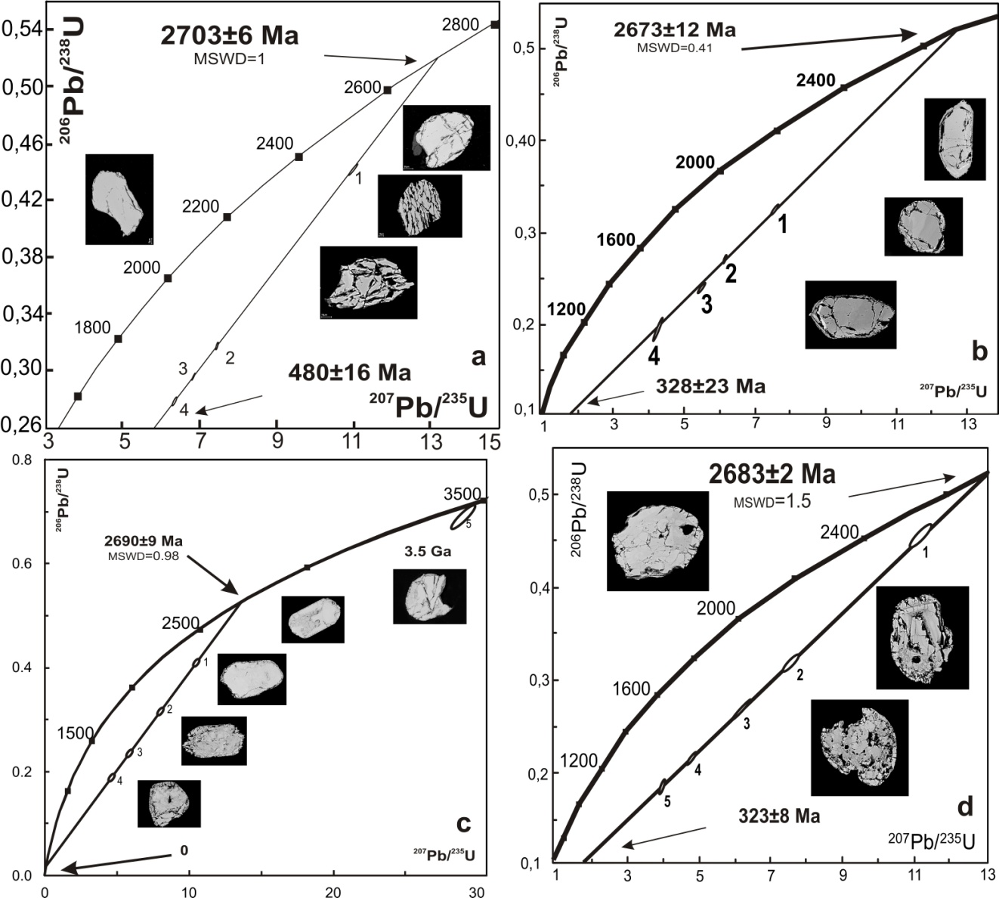 0,54
0,50
0,46
0,42
0,38
0,34
0,30
0,26
206Pb/238U
2703±6 Ma
MSWD=1
2800
2600
2400
2200
2000
1800
1
2
3
4
480±16 Ma
a
207Pb/235U
3 5 7 9 11 13 15
0,5
0,40
0,3
0,2
0,1
206Pb/238U
2673±12 Ma
MSWD=0.41
2400
2000
1600
1200
1
2
3
4
328±23 Ma
b
207Pb/235U
1 3 5 7 9 11 13
0.8
0.6
0.4
0.2
0.0
206Pb/238U
3500
5
2690±9 Ma
MSWD=0.98
3.5 Ga
2500
1
2
1500
3
4
c
0
207Pb/235U
0 10 20 30
0,5
0,4
0,3
0,2
0,1
206Pb/238U
2683±2 Ma
MSWD=1.5
2400
1
2000
2
1600
3
1200
4
5
323±8 Ma
d
207Pb/235U
1 3 5 7 9 11 13